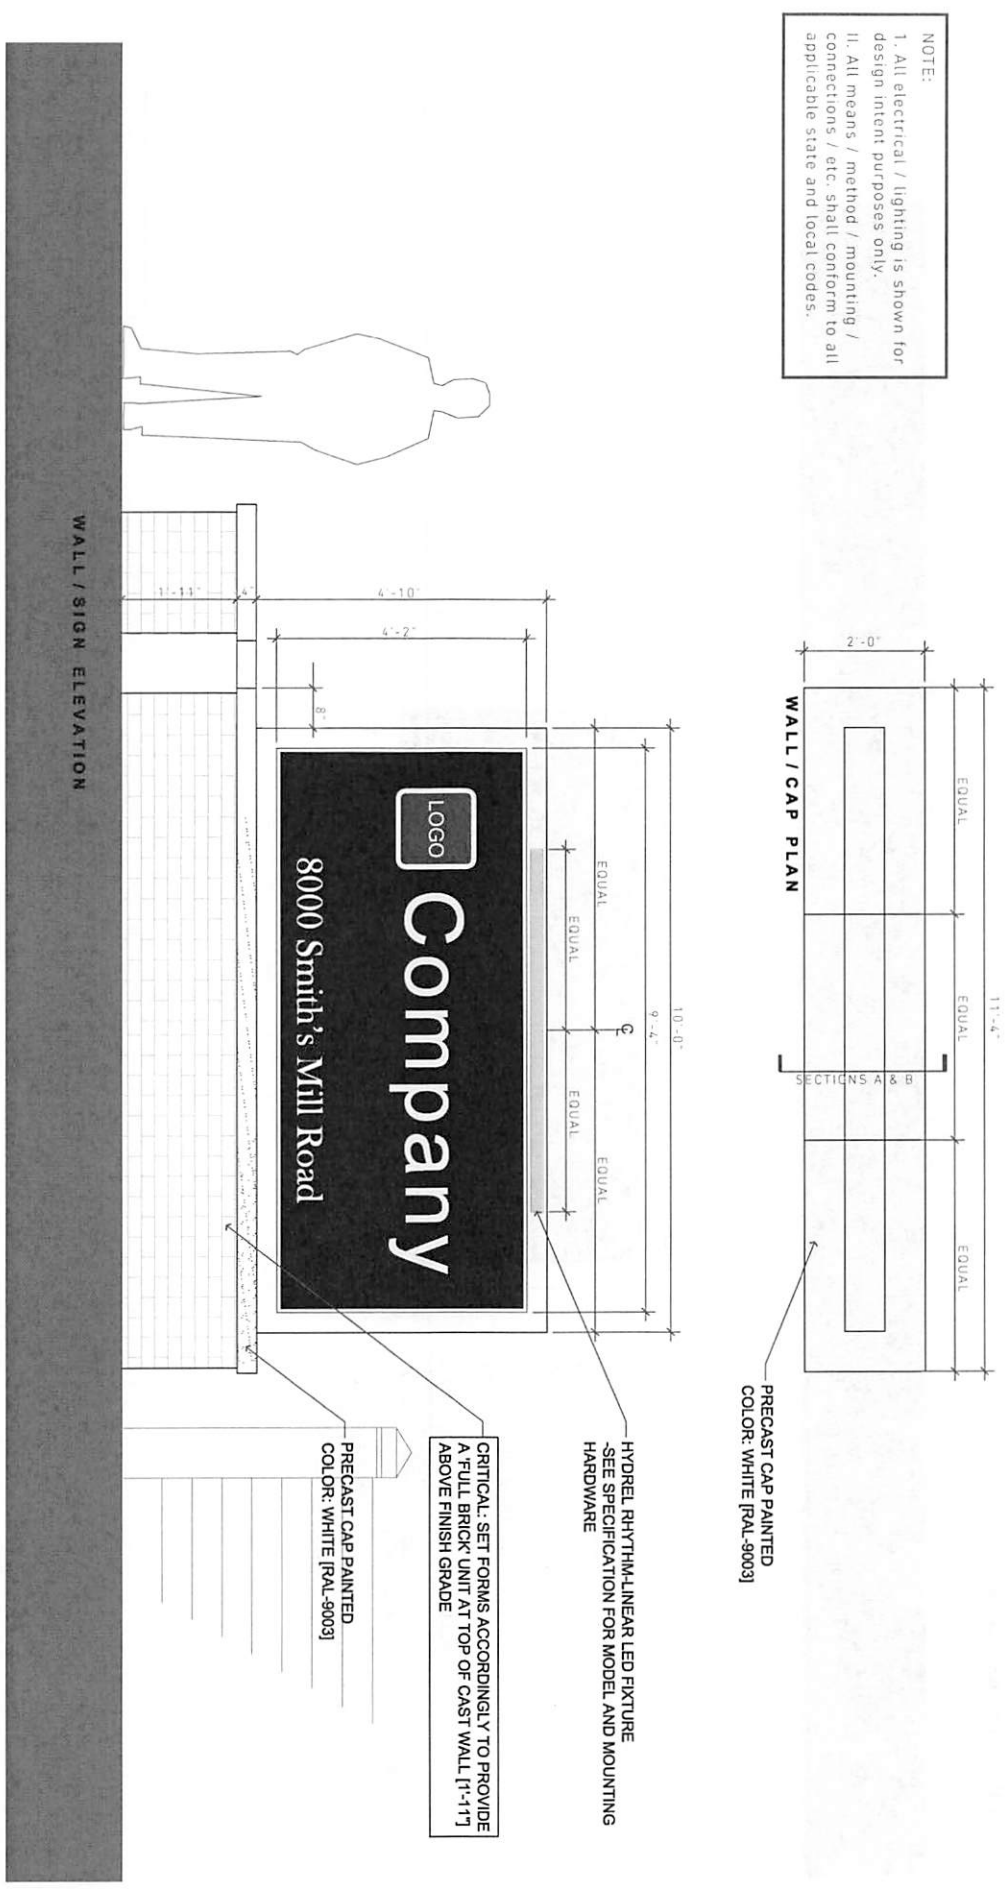 NOTE:
1. All electrical / lighting is shown for
design intent purposes only.
II. All means / method / mounting /
connections / etc. shall conform to all
applicable state and local codes.
11'-4"
EQUAL
EQUAL
EQUAL
2'-0"
SECTIONS A & B
WALL / CAP PLAN
PRECAST CAP PAINTED
COLOR: WHITE [RAL-9003]
10'-0"
9'-4"
EQUAL
EQUAL
EQUAL
EQUAL
HYDREL RHYTHM-LINEAR LED FIXTURE
-SEE SPECIFICATION FOR MODEL AND MOUNTING
HARDWARE
4'-10"
4'-2"
8"
4"
1'-11"
LOGO
Company
8000 Smith's Mill Road
CRITICAL: SET FORMS ACCORDINGLY TO PROVIDE
A 'FULL BRICK' UNIT AT TOP OF CAST WALL [1'-11"]
ABOVE FINISH GRADE
PRECAST CAP PAINTED
COLOR: WHITE [RAL-9003]
WALL / SIGN ELEVATION